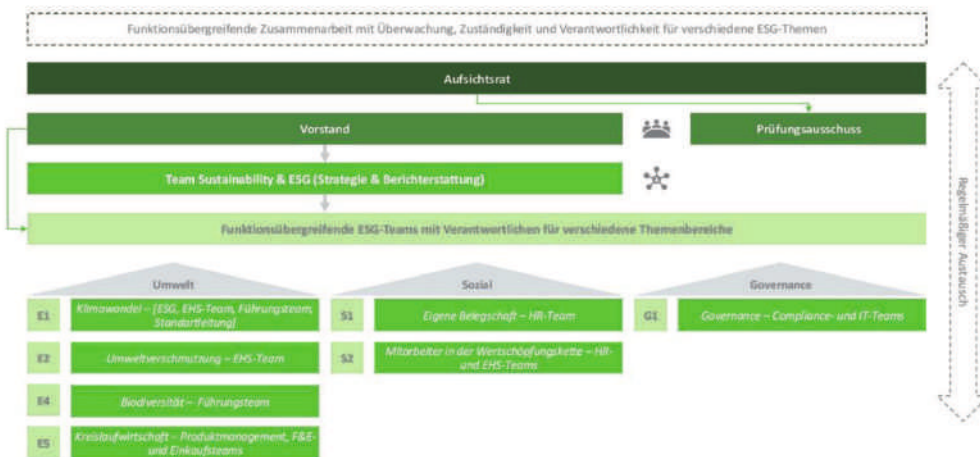 Funktionsübergreifende Zusammenarbeit mit Überwachung, Zuständigkeit und Verantwortlichkeit für verschiedene ESG-Themen
Aufsichtsrat
Vorstand
Prüfungsausschuss
Team Sustainability & ESG (Strategie & Berichterstattung)
Funktionsübergreifende ESG-Teams mit Verantwortlichen für verschiedene Themenbereiche
Regelmäßiger Austausch
Umwelt
E1
Klimawandel – [ESG, EHS-Team, Führungsteam,
Standortleitung]
E2
Umweltverschmutzung – EHS-Team
E4
Biodiversität – Führungsteam
E5
Kreislaufwirtschaft – Produktmanagement, F&E-
und Einkaufsteams
Sozial
S1
Eigene Belegschaft – HR-Team
S2
Mitarbeiter in der Wertschöpfungskette – HR-
und EHS-Teams
Governance
G1
Governance – Compliance- und IT-Teams